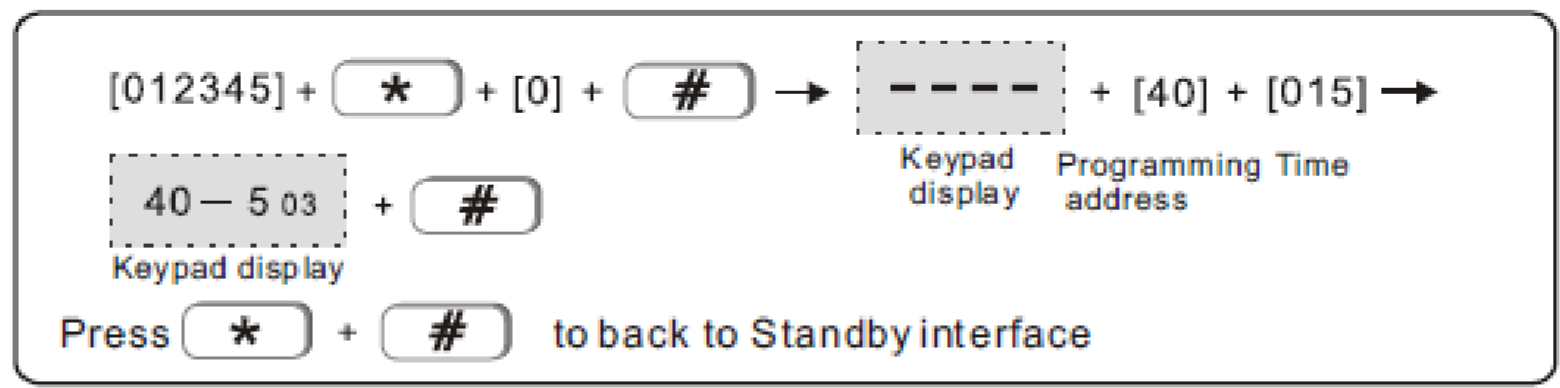 [012345] + * + [0] + # → – – – – + [40] + [015] →
Keypad display
Programming address
Time
40 — 5 03 + #
Keypad display
Press * + # to back to Standby interface